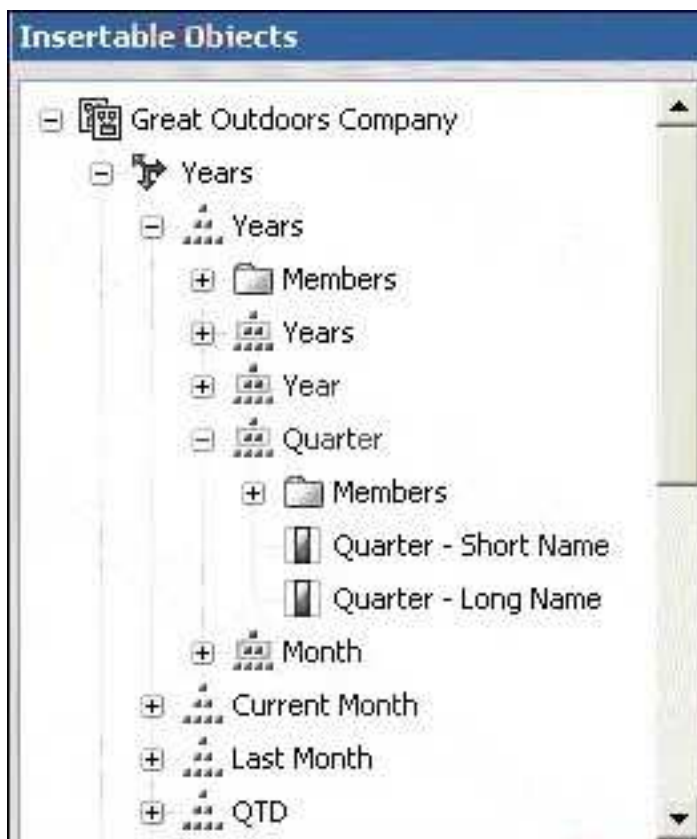 Insertable Objects
Great Outdoors Company
Years
Years
Members
Years
Year
Quarter
Members
Quarter - Short Name
Quarter - Long Name
Month
Current Month
Last Month
QTD